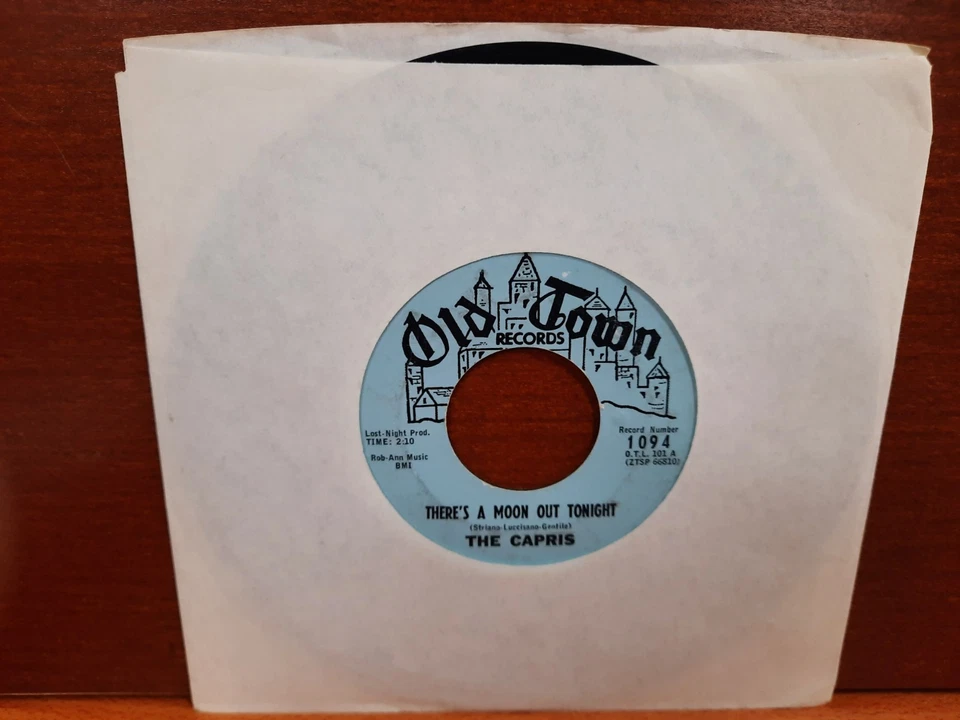 Old Town
RECORDS
Lost-Night Prod.
TIME: 2:10
Rob-Ann Music
BMI
Record Number
1094
O.T.L. 101 A
(ZTSP 66810)
THERE'S A MOON OUT TONIGHT
(Striano-Luccisano-Gentile)
THE CAPRIS